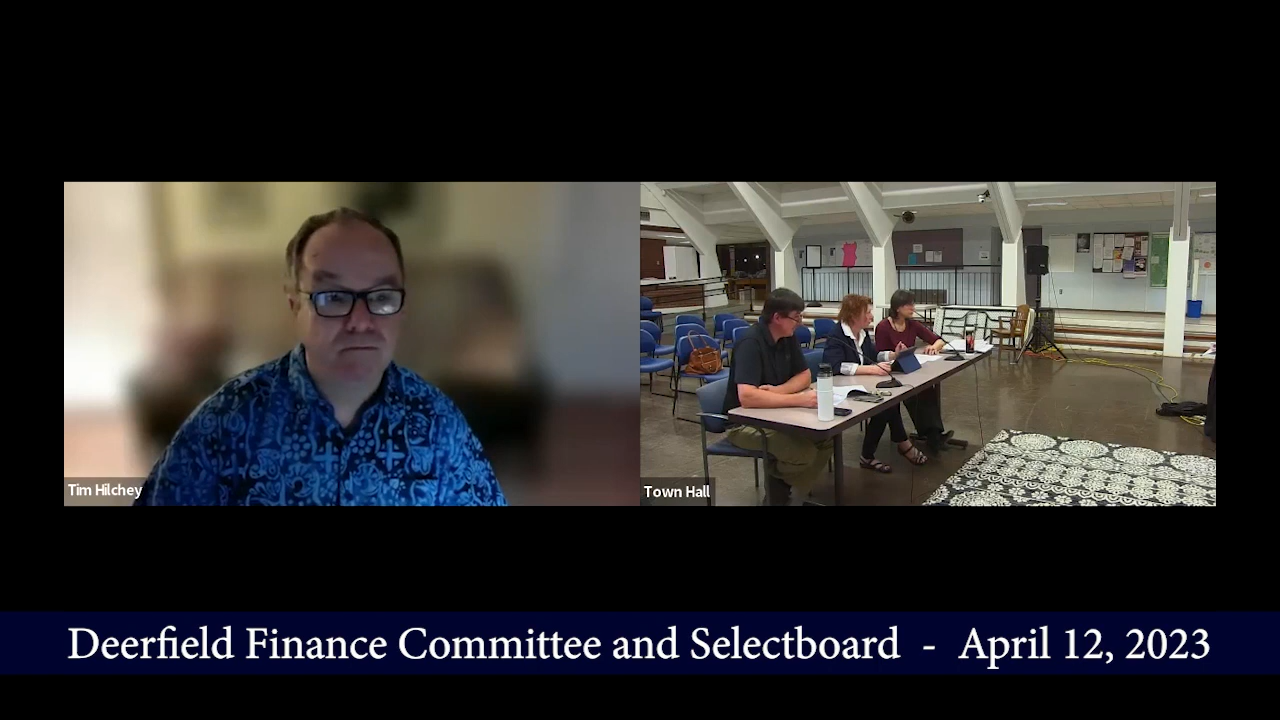 Tim Hilchey
Town Hall
Deerfield Finance Committee and Selectboard - April 12, 2023